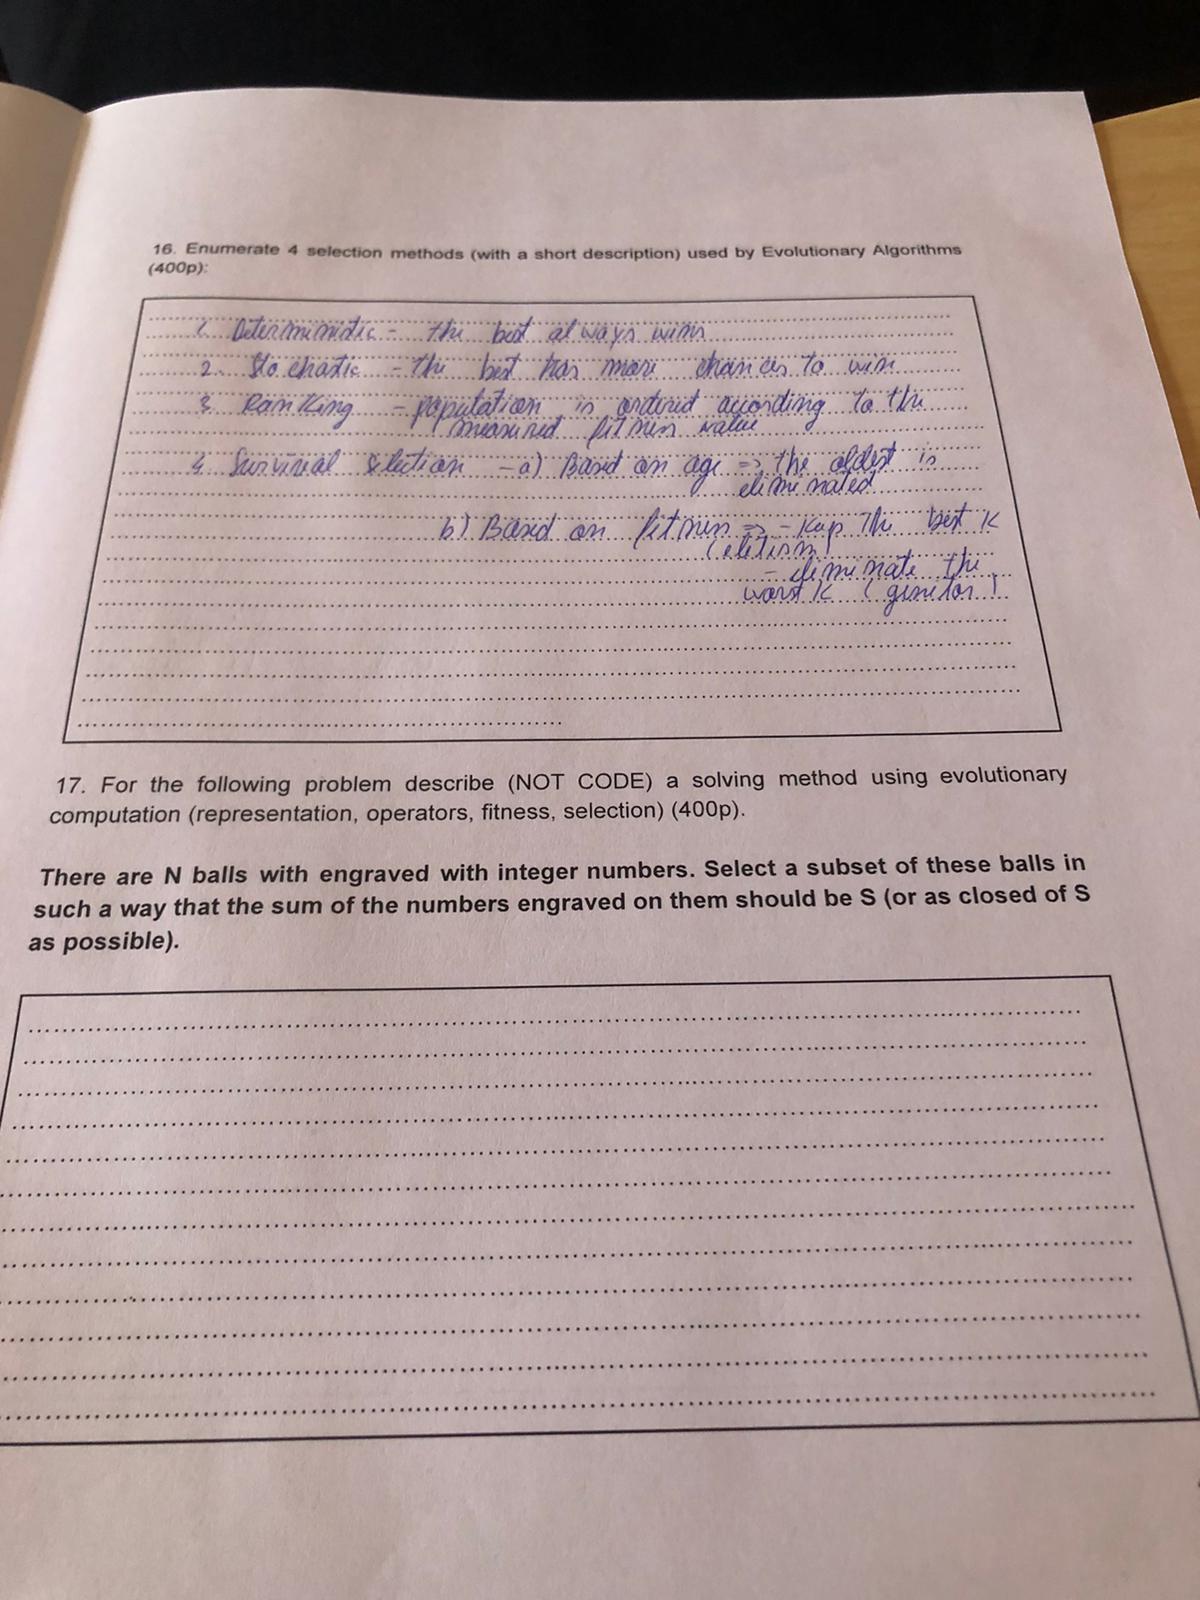 16. Enumerate 4 selection methods (with a short description) used by Evolutionary Algorithms
(400p):
1. Deterministic - the best always wins
2. Stochastic - the best has more chances to win
3. Ranking - population is ordered according to the
measured fitness value
4. Survival selection - a) Based on age => the oldest is
eliminated
b) Based on fitness => - keep the best k
(elitism)
- eliminate the
worst k (genitor)
17. For the following problem describe (NOT CODE) a solving method using evolutionary
computation (representation, operators, fitness, selection) (400p).
There are N balls with engraved with integer numbers. Select a subset of these balls in
such a way that the sum of the numbers engraved on them should be S (or as closed of S
as possible).